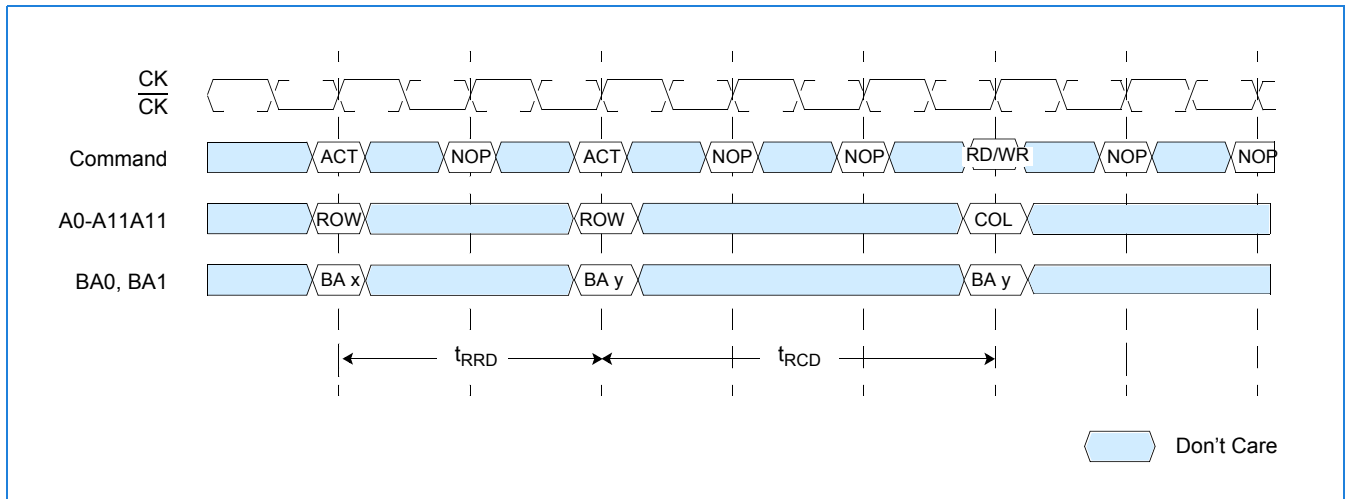 CK
CK
Command ACT NOP ACT NOP NOP RD/WR NOP NOP
A0-A11A11 ROW ROW COL
BA0, BA1 BA x BA y BA y
tRRD tRCD
Don't Care